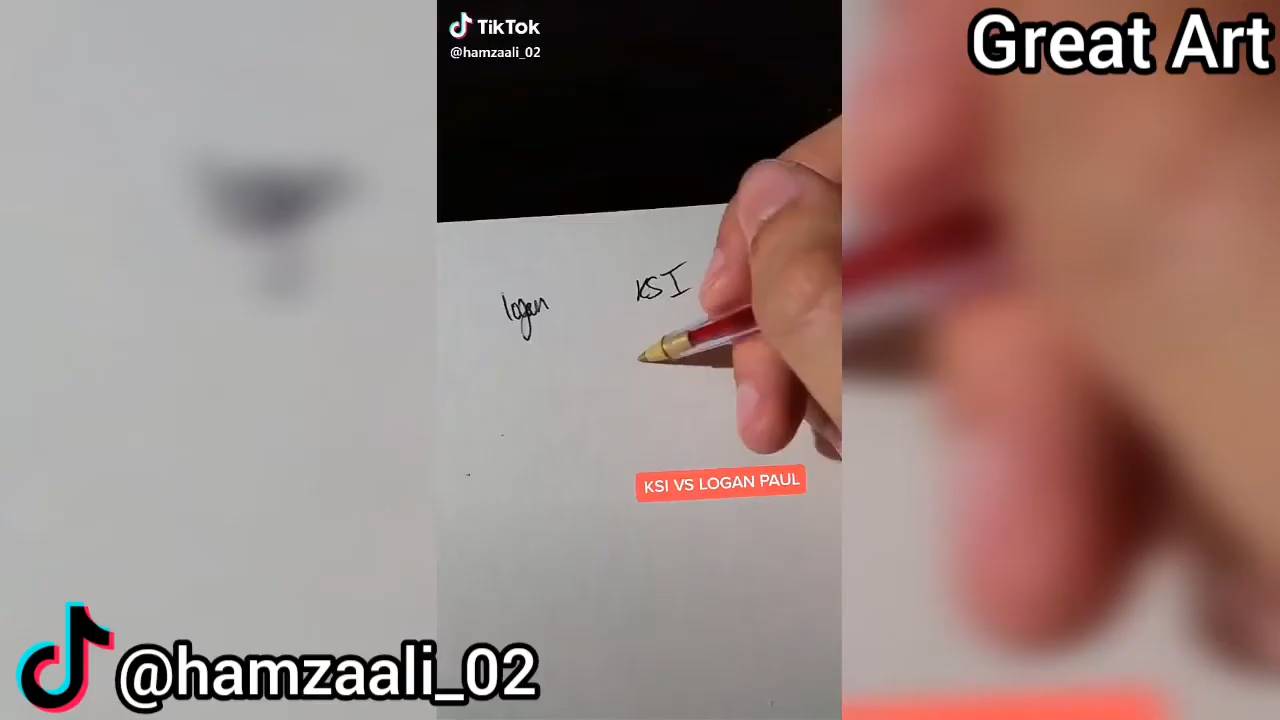 TikTok
@hamzaali_02
Great Art
logan
KSI
KSI VS LOGAN PAUL
@hamzaali_02